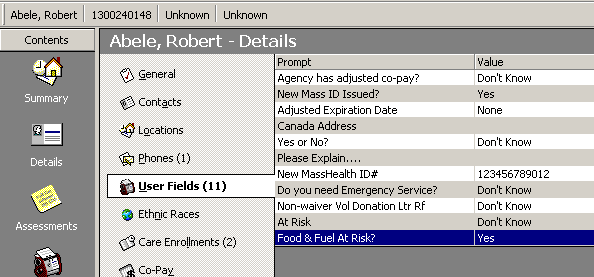 Abele, Robert 1300240148 Unknown Unknown
Contents
Summary
Details
Assessments
Abele, Robert - Details
General
Contacts
Locations
Phones (1)
User Fields (11)
Ethnic Races
Care Enrollments (2)
Co-Pay
Prompt Value
Agency has adjusted co-pay? Don't Know
New Mass ID Issued? Yes
Adjusted Expiration Date None
Canada Address
Yes or No? Don't Know
Please Explain....
New MassHealth ID# 123456789012
Do you need Emergency Service? Don't Know
Non-waiver Vol Donation Ltr Rf Don't Know
At Risk Don't Know
Food & Fuel At Risk? Yes